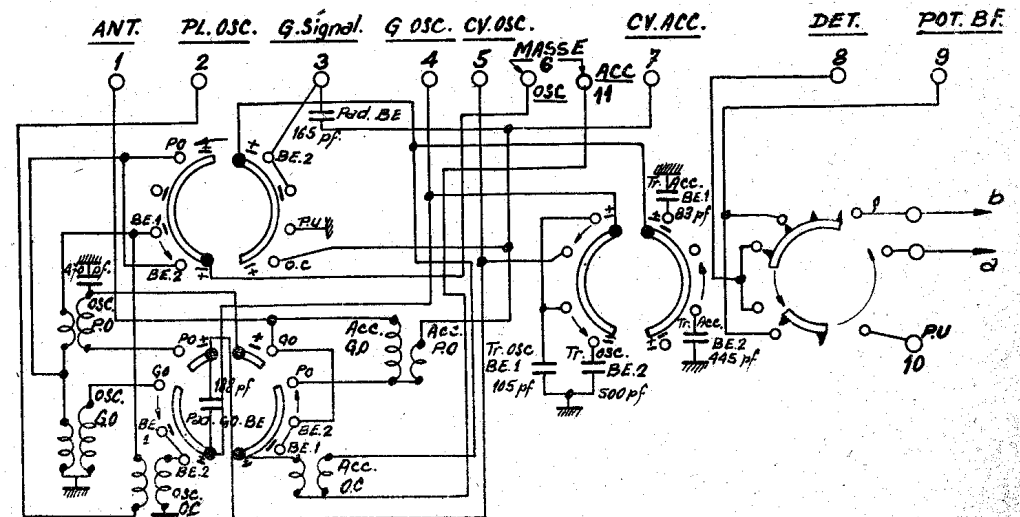 ANT. PL.OSC. G.Signal. G OSC. CV.OSC. CV.ACC. DET. POT. BF.
MASSE
1 2 3 4 5 6 7 8 9
OSC
ACC
11
Pad. BE
165 pf.
PO
BE.2
P.U
O.C
BE.1
BE.2
OSC.
P.O
Tr. Acc.
BE.1
83 pf
b
a
P.U
10
Tr. Acc.
BE.2
445 pf
Tr. OSC.
BE.1
105 pf
Tr. OSC.
BE.2
500 pf
Acc.
G.O
Acc.
P.O
PO
GO
GO
PO
Pad. GO. BE
OSC.
G.O
BE.
1
BE.2
BE.2
BE.1
OSC.
O.C
Acc.
O.C